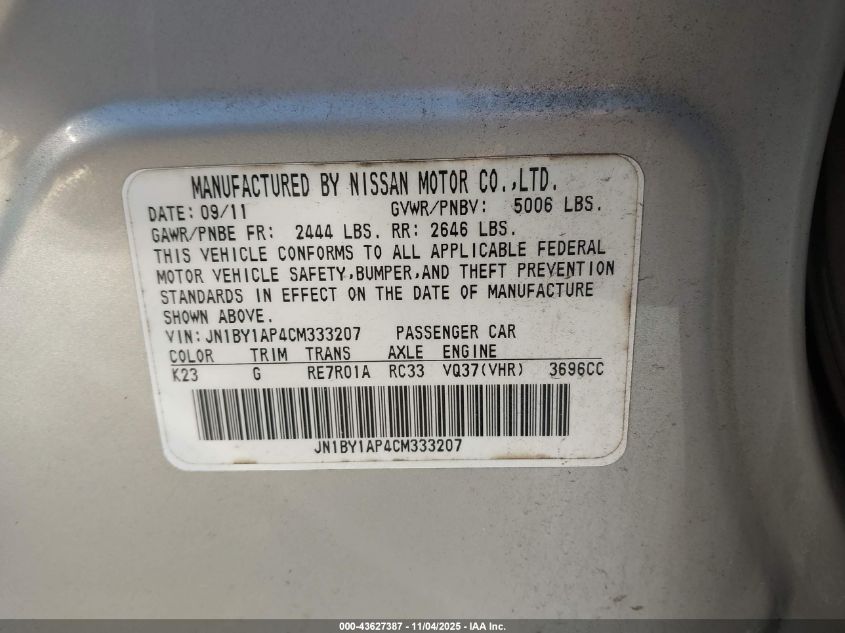 MANUFACTURED BY NISSAN MOTOR CO.,LTD.
DATE: 09/11 GVWR/PNBV: 5006 LBS.
GAWR/PNBE FR: 2444 LBS. RR: 2646 LBS.
THIS VEHICLE CONFORMS TO ALL APPLICABLE FEDERAL
MOTOR VEHICLE SAFETY,BUMPER,AND THEFT PREVENTION
STANDARDS IN EFFECT ON THE DATE OF MANUFACTURE
SHOWN ABOVE.
VIN:JN1BY1AP4CM333207 PASSENGER CAR
COLOR TRIM TRANS AXLE ENGINE
K23 G RE7R01A RC33 VQ37(VHR) 3696CC
JN1BY1AP4CM333207
000-43627387 - 11/04/2025 - IAA Inc.